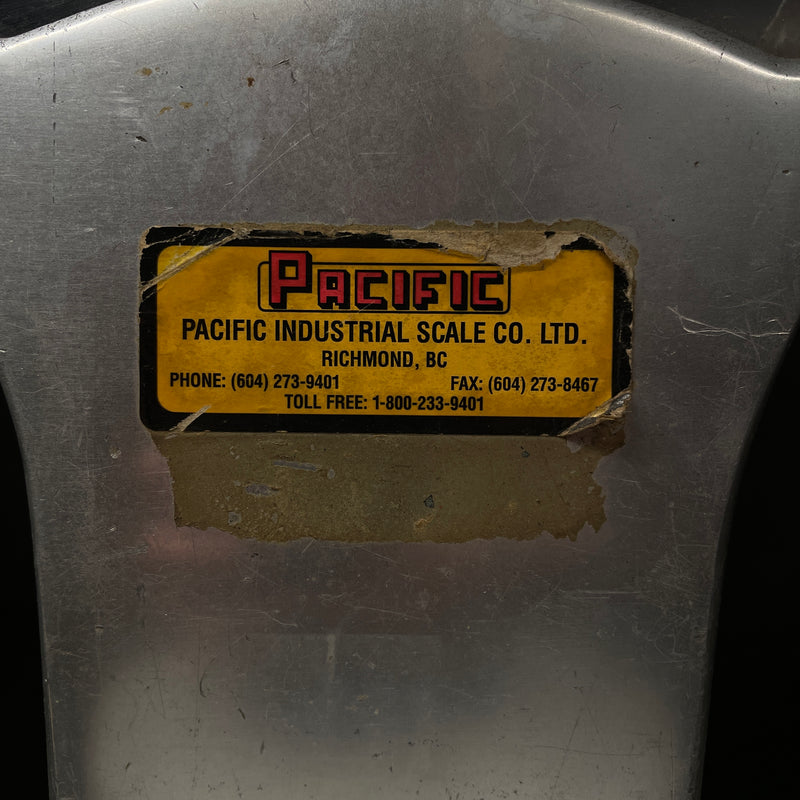 PACIFIC
PACIFIC INDUSTRIAL SCALE CO. LTD.
RICHMOND, BC
PHONE: (604) 273-9401 FAX: (604) 273-8467
TOLL FREE: 1-800-233-9401